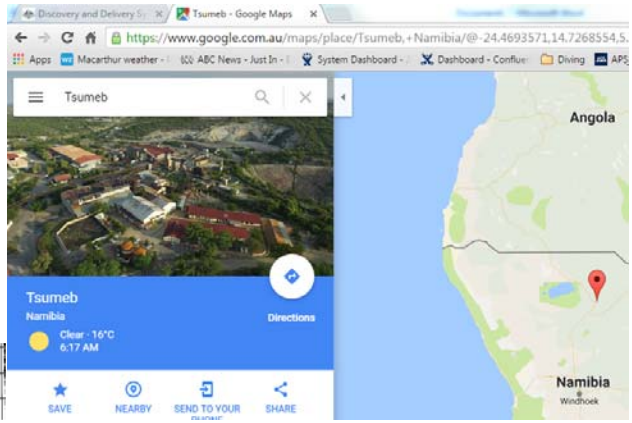 Discovery and Delivery Sy
Tsumeb - Google Maps
https://www.google.com.au/maps/place/Tsumeb,+Namibia/@-24.4693571,14.7268554,5.
Apps
Macarthur weather -
ABC News - Just In -
System Dashboard -
Dashboard - Conflue
Diving
APS
Tsumeb
Angola
Tsumeb
Namibia
Directions
Clear · 16°C
6:17 AM
Namibia
Windhoek
SAVE
NEARBY
SEND TO YOUR
PHONE
SHARE